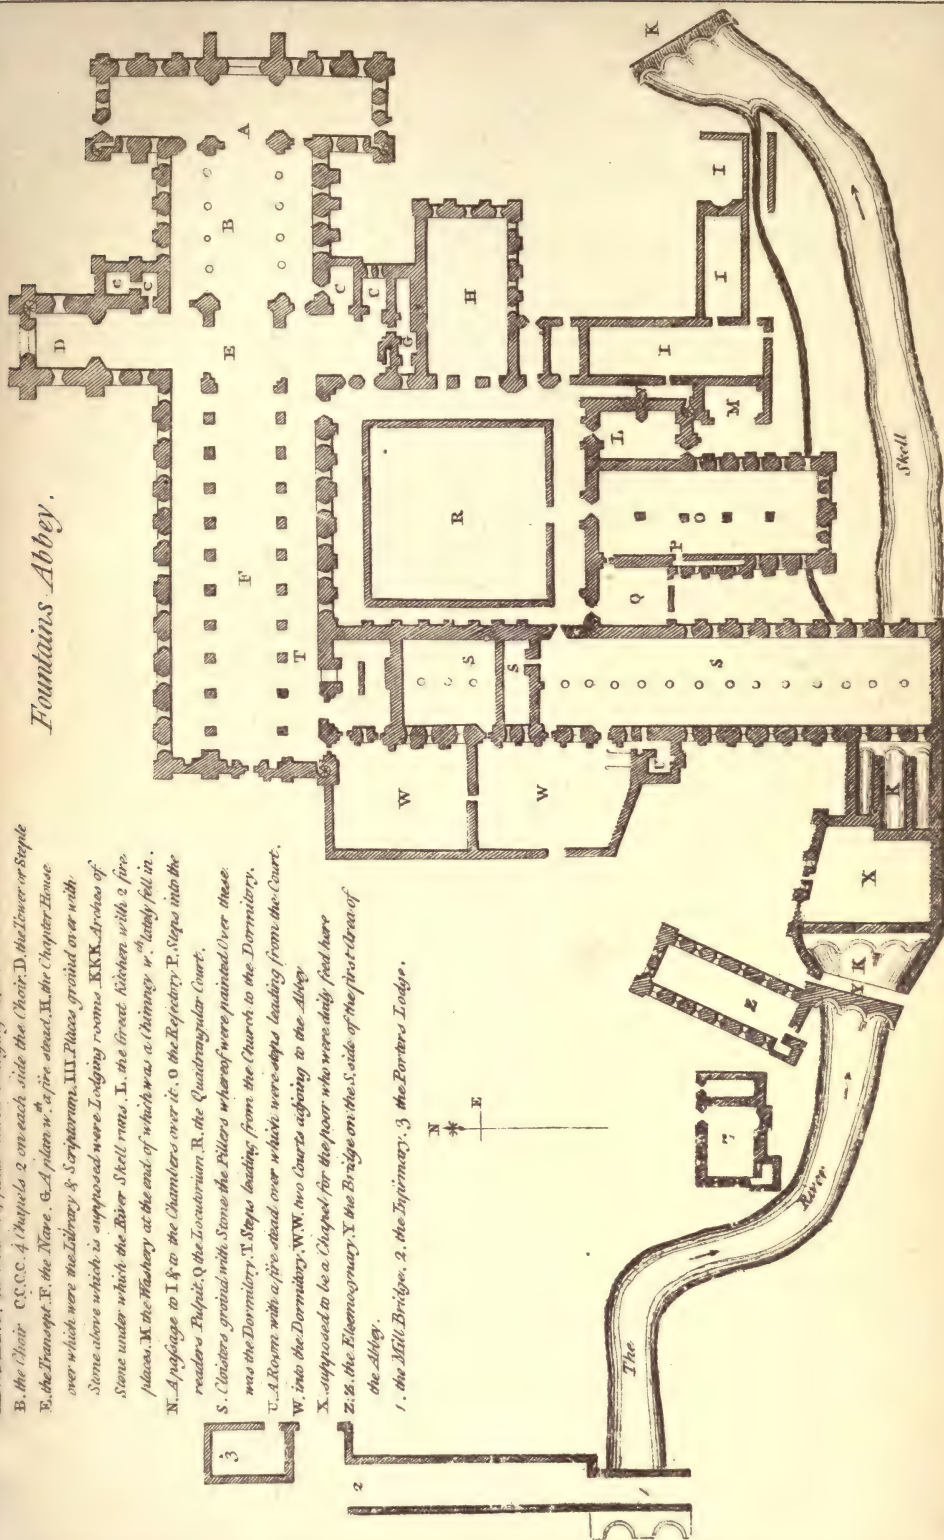 Fountains Abbey.
B. the Choir C.C.C.C. 4 Chapels 2 on each side the Choir. D. the Tower or Steple
E. the Transept. F. the Nave. G. A plan wth. a fire stead. H. the Chapter House
over which were the Library & Scriptorum. I.I.I. Places ground over with
Stone above which is supposed were Lodging rooms. K.K.K. Arches of
Stone under which the River Skell runs. L. the Great Kitchen with 2 fire
places. M. the Washery at the end of which was a Chimney wch. lately fell in.
N. A passage to I & to the Chambers over it. O the Refectory P. Steps into the
readers Pulpit. Q the Locutorium. R. the Quadrangular Court.
S. Cloisters ground with Stone the Pillers whereof were painted Over these
was the Dormitory. T. Steps leading from the Church to the Dormitory.
U. A Room with a fire stead over which were steps leading from the Court.
W. into the Dormitory. W.W. two Courts adjoing to the Abbey
X. supposed to be a Chapel for the poor who were daily feed here
Z. Z. the Eleemosynary. Y the Bridge on the S. side of the first Area of
the Abbey.
1, the Mill Bridge. 2, the Infirmary. 3 the Porters Lodge.
A
B
C
C
C
C
D
E
F
G
H
I
I
I
K
L
M
N
O
P
Q
R
S
S
S
T
U
W
W
X
Y K
K
Z
7
3
2
1
N
E
The
River
Skell